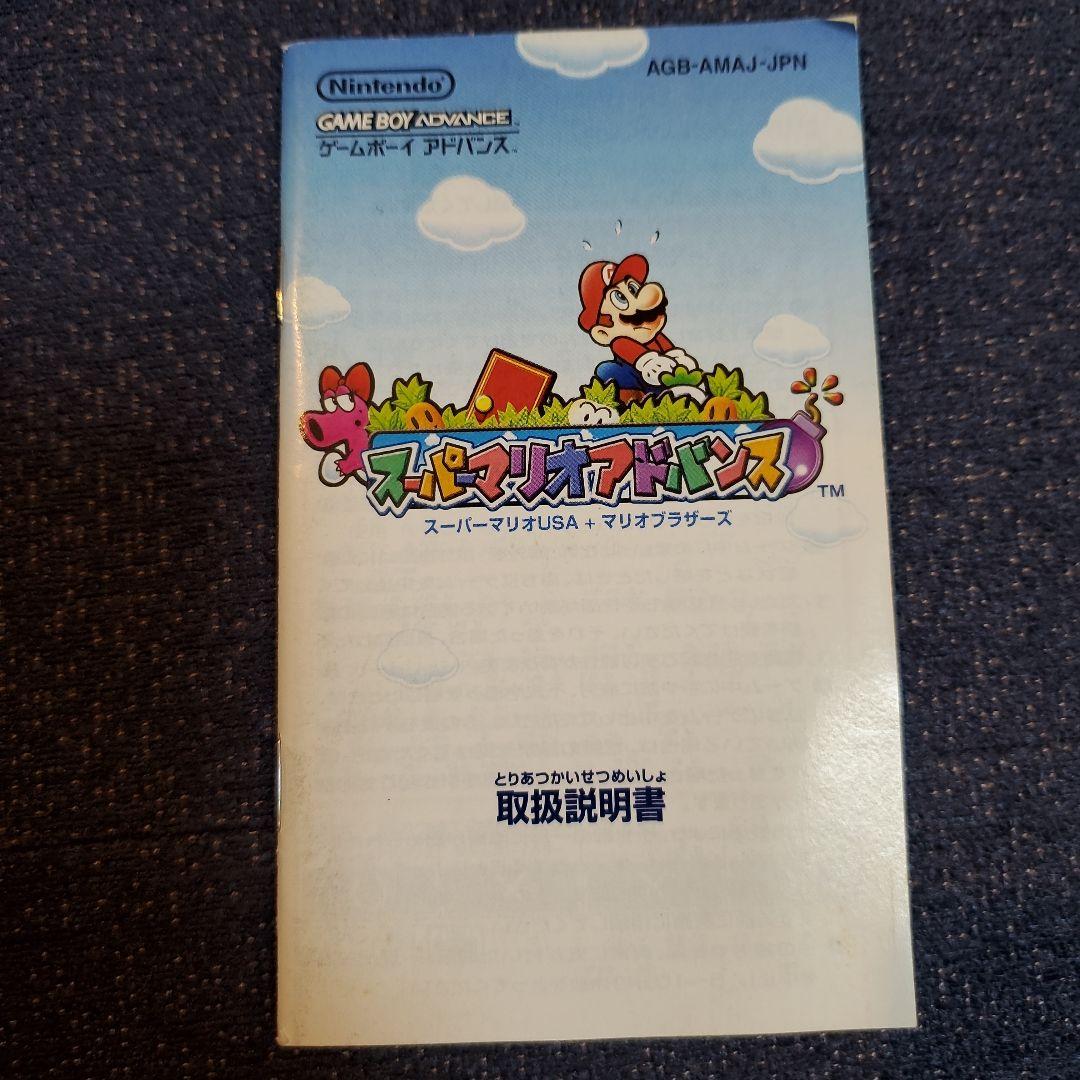 Nintendo
AGB-AMAJ-JPN
GAME BOY ADVANCE
ゲームボーイ アドバンス™
スーパーマリオアドバンス
TM
スーパーマリオUSA + マリオブラザーズ
とりあつかいせつめいしょ
取扱説明書